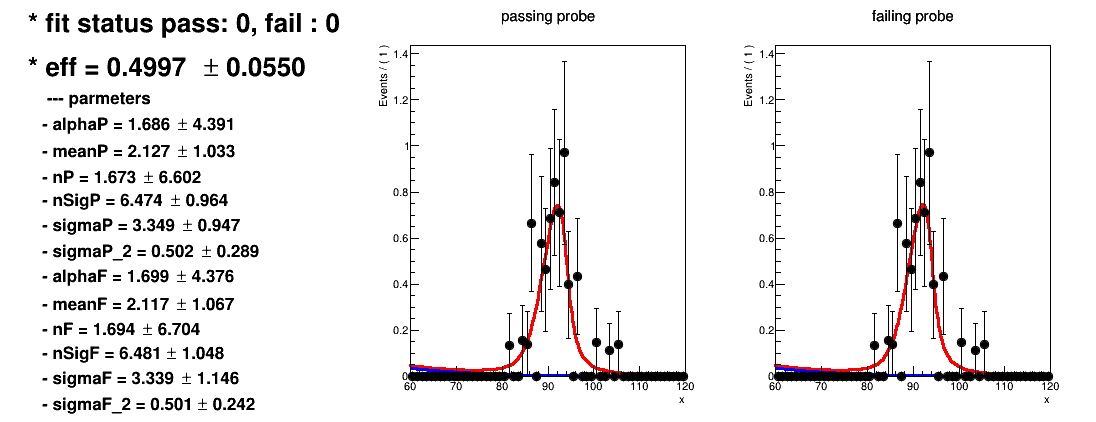 * fit status pass: 0, fail : 0
* eff = 0.4997 ± 0.0550
--- parmeters
- alphaP = 1.686 ± 4.391
- meanP = 2.127 ± 1.033
- nP = 1.673 ± 6.602
- nSigP = 6.474 ± 0.964
- sigmaP = 3.349 ± 0.947
- sigmaP_2 = 0.502 ± 0.289
- alphaF = 1.699 ± 4.376
- meanF = 2.117 ± 1.067
- nF = 1.694 ± 6.704
- nSigF = 6.481 ± 1.048
- sigmaF = 3.339 ± 1.146
- sigmaF_2 = 0.501 ± 0.242
passing probe
Events / ( 1 )
1.4
1.2
1
0.8
0.6
0.4
0.2
0
60 70 80 90 100 110 120
x
failing probe
Events / ( 1 )
1.4
1.2
1
0.8
0.6
0.4
0.2
0
60 70 80 90 100 110 120
x